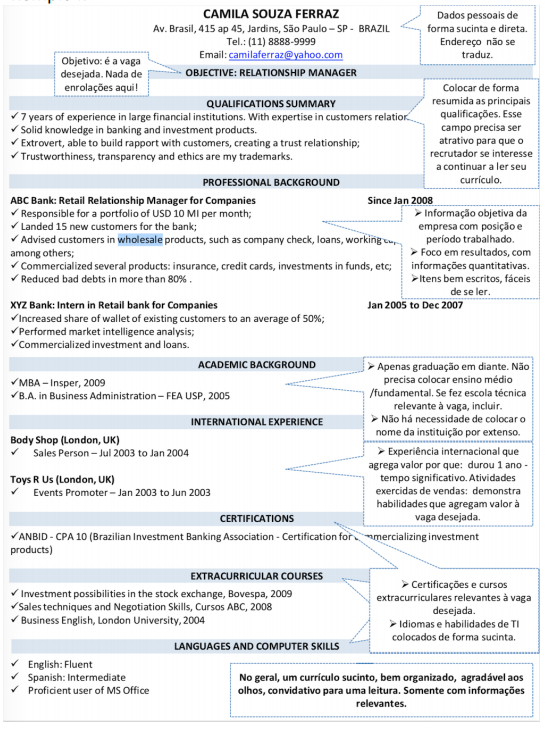 CAMILA SOUZA FERRAZ
Av. Brasil, 415 ap 45, Jardins, São Paulo – SP - BRAZIL
Tel.: (11) 8888-9999
Email: camilaferraz@yahoo.com
Dados pessoais de
forma sucinta e direta.
Endereço não se
traduz.
Objetivo: é a vaga
desejada. Nada de
enrolações aqui!
OBJECTIVE: RELATIONSHIP MANAGER
QUALIFICATIONS SUMMARY
✓ 7 years of experience in large financial institutions. With expertise in customers
✓ Solid knowledge in banking and investment products.
✓ Extrovert, able to build rapport with customers, creating a trust relationship;
✓ Trustworthiness, transparency and ethics are my trademarks.
Colocar de forma
resumida as principais
qualificações. Esse
campo precisa ser
atrativo para que o
recrutador se interesse
a continuar a ler seu
currículo.
PROFESSIONAL BACKGROUND
ABC Bank: Retail Relationship Manager for Companies Since Jan 2008
✓ Responsible for a portfolio of USD 10 MI per month;
✓ Landed 15 new customers for the bank;
✓ Advised customers in wholesale products, such as company check, loans, working
among others;
✓ Commercialized several products: insurance, credit cards, investments in funds, etc;
✓ Reduced bad debts in more than 80% .
➢ Informação objetiva da
empresa com posição e
período trabalhado.
➢ Foco em resultados, com
informações quantitativas.
➢Itens bem escritos, fáceis
de se ler.
XYZ Bank: Intern in Retail bank for Companies Jan 2005 to Dec 2007
✓Increased share of wallet of existing customers to an average of 50%;
✓Performed market intelligence analysis;
✓Commercialized investment and loans.
ACADEMIC BACKGROUND
✓MBA – Insper, 2009
✓B.A. in Business Administration – FEA USP, 2005
➢ Apenas graduação em diante. Não
precisa colocar ensino médio
/fundamental. Se fez escola técnica
relevante à vaga, incluir.
➢ Não há necessidade de colocar o
nome da instituição por extenso.
INTERNATIONAL EXPERIENCE
Body Shop (London, UK)
✓ Sales Person – Jul 2003 to Jan 2004
Toys R Us (London, UK)
✓ Events Promoter – Jan 2003 to Jun 2003
➢ Experiência internacional que
agrega valor por que: durou 1 ano -
tempo significativo. Atividades
exercidas de vendas: demonstra
habilidades que agregam valor à
vaga desejada.
CERTIFICATIONS
✓ANBID - CPA 10 (Brazilian Investment Banking Association - Certification for investment
products)
EXTRACURRICULAR COURSES
✓ Investment possibilities in the stock exchange, Bovespa, 2009
✓Sales techniques and Negotiation Skills, Cursos ABC, 2008
✓ Business English, London University, 2004
➢ Certificações e cursos
extracurriculares relevantes à vaga
desejada.
➢ Idiomas e habilidades de TI
colocados de forma sucinta.
LANGUAGES AND COMPUTER SKILLS
✓ English: Fluent
✓ Spanish: Intermediate
✓ Proficient user of MS Office
No geral, um currículo sucinto, bem organizado, agradável aos
olhos, convidativo para uma leitura. Somente com informações
relevantes.